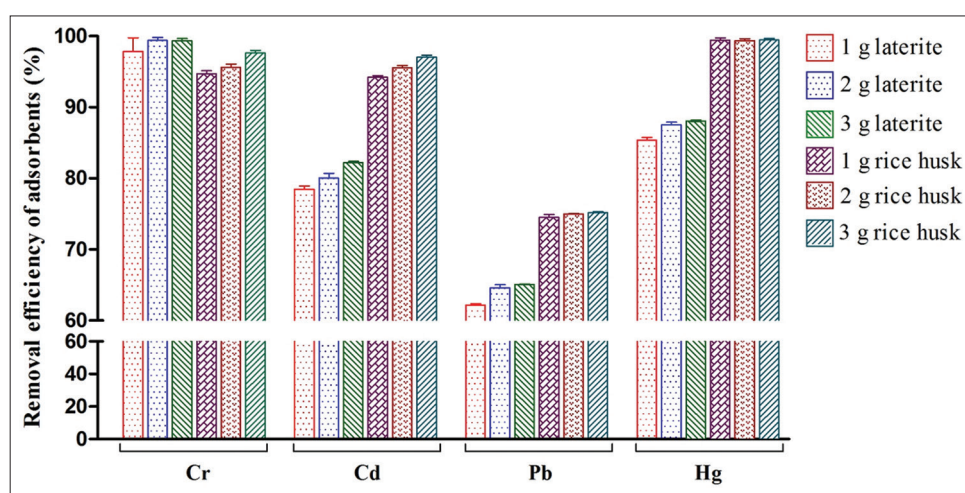 Removal efficiency of adsorbents (%)
100
90
80
70
60
60
40
20
0
Cr Cd Pb Hg
1 g laterite
2 g laterite
3 g laterite
1 g rice husk
2 g rice husk
3 g rice husk